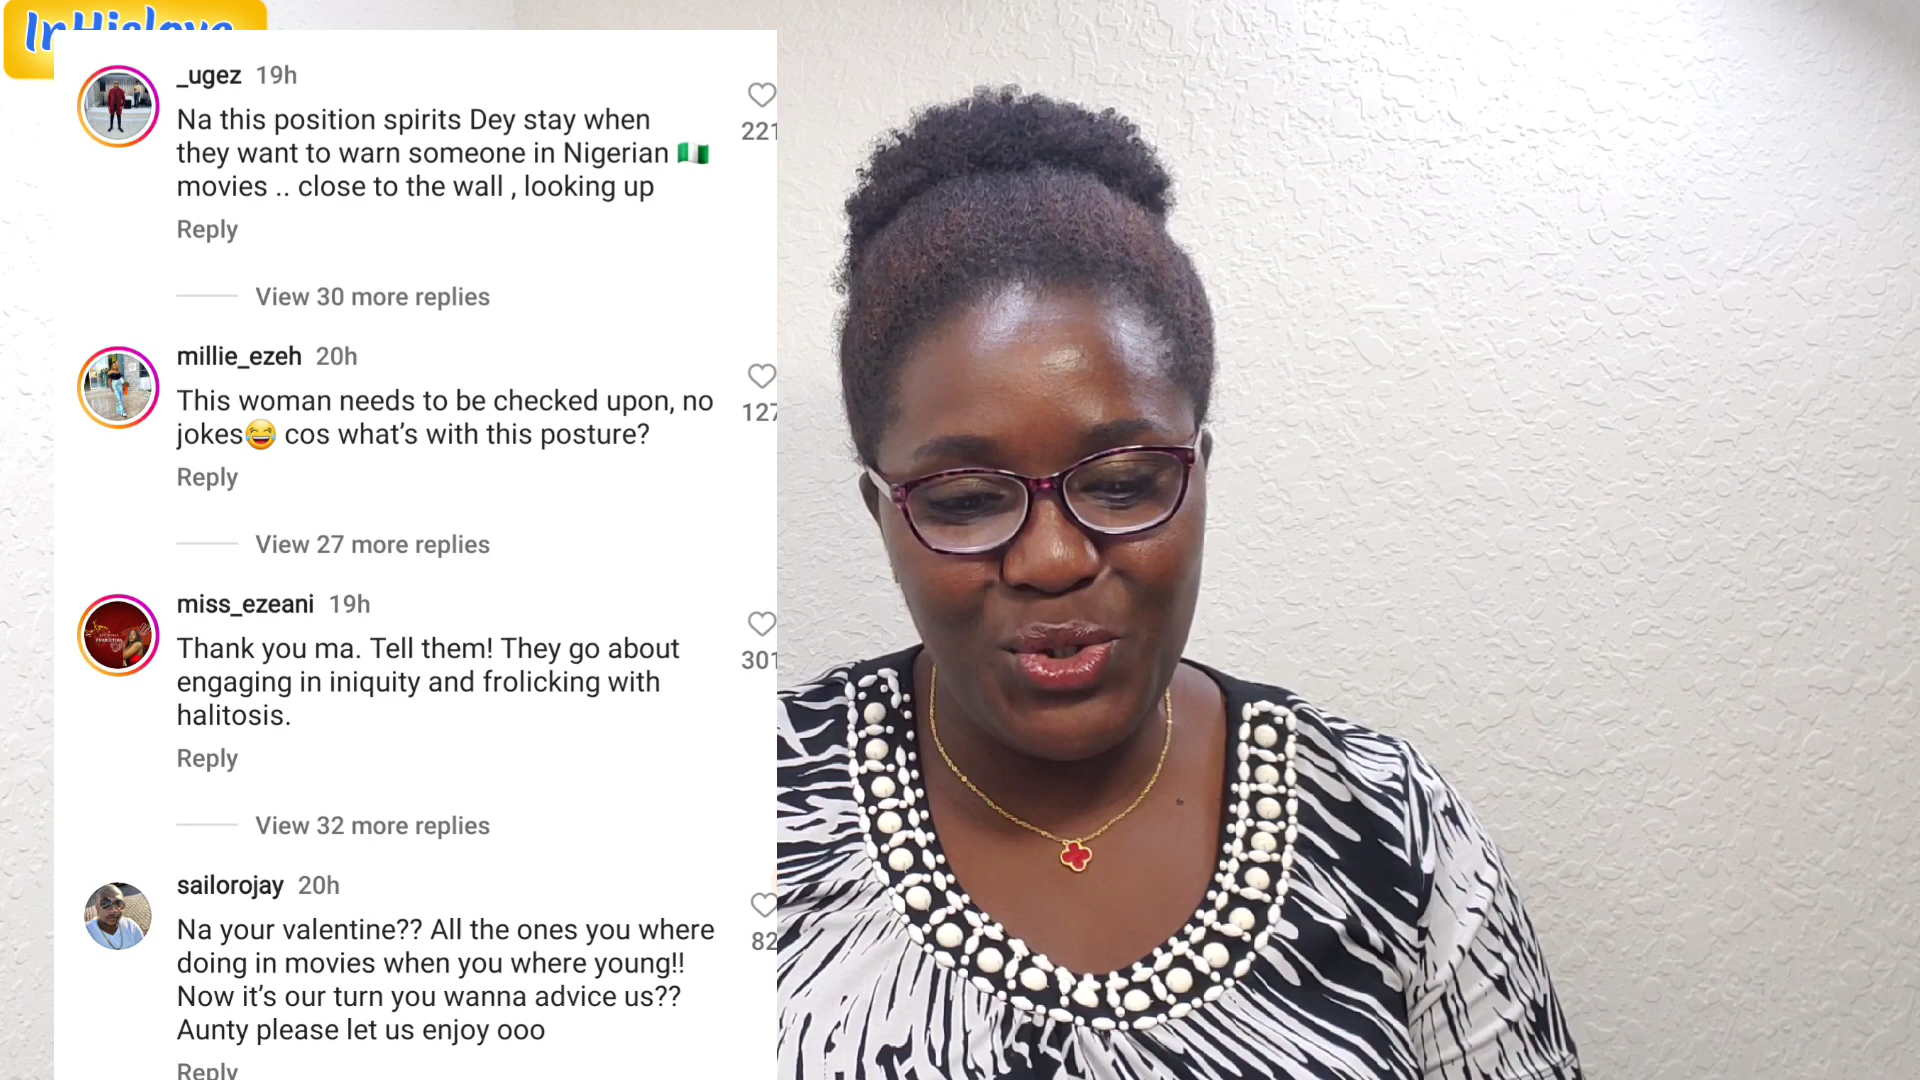 InHislove
_ugez 19h
Na this position spirits Dey stay when
they want to warn someone in Nigerian 🇳🇬
movies .. close to the wall , looking up
221
Reply
View 30 more replies
millie_ezeh 20h
This woman needs to be checked upon, no
jokes😂 cos what’s with this posture?
127
Reply
View 27 more replies
miss_ezeani 19h
Thank you ma. Tell them! They go about
engaging in iniquity and frolicking with
halitosis.
301
Reply
View 32 more replies
sailorojay 20h
Na your valentine?? All the ones you where
doing in movies when you where young!!
Now it’s our turn you wanna advice us??
Aunty please let us enjoy ooo
82
Reply